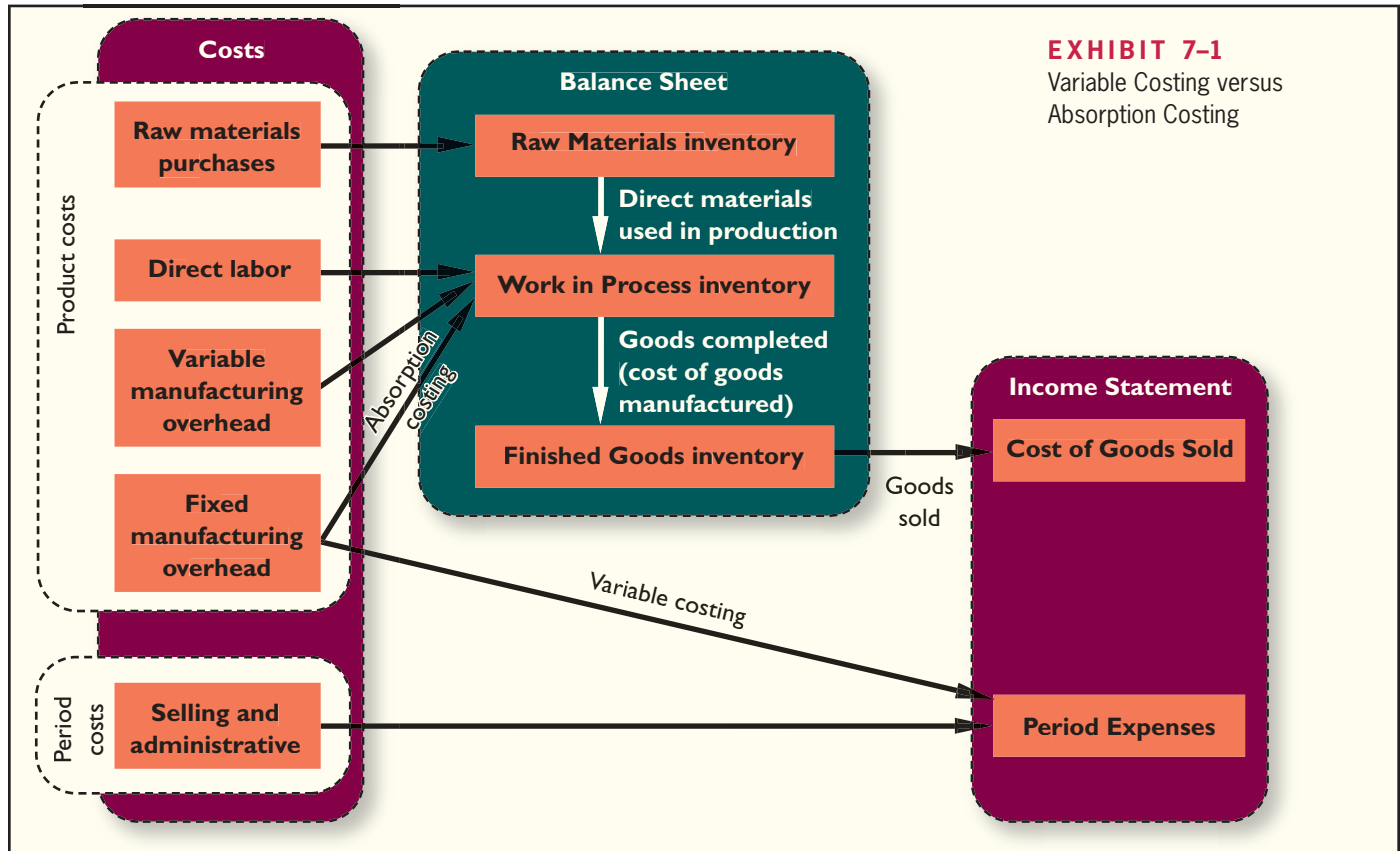 EXHIBIT 7–1
Variable Costing versus
Absorption Costing
Costs
Product costs
Raw materials
purchases
Direct labor
Variable
manufacturing
overhead
Fixed
manufacturing
overhead
Period
costs
Selling and
administrative
Absorption
costing
Variable costing
Balance Sheet
Raw Materials inventory
Direct materials
used in production
Work in Process inventory
Goods completed
(cost of goods
manufactured)
Finished Goods inventory
Goods
sold
Income Statement
Cost of Goods Sold
Period Expenses